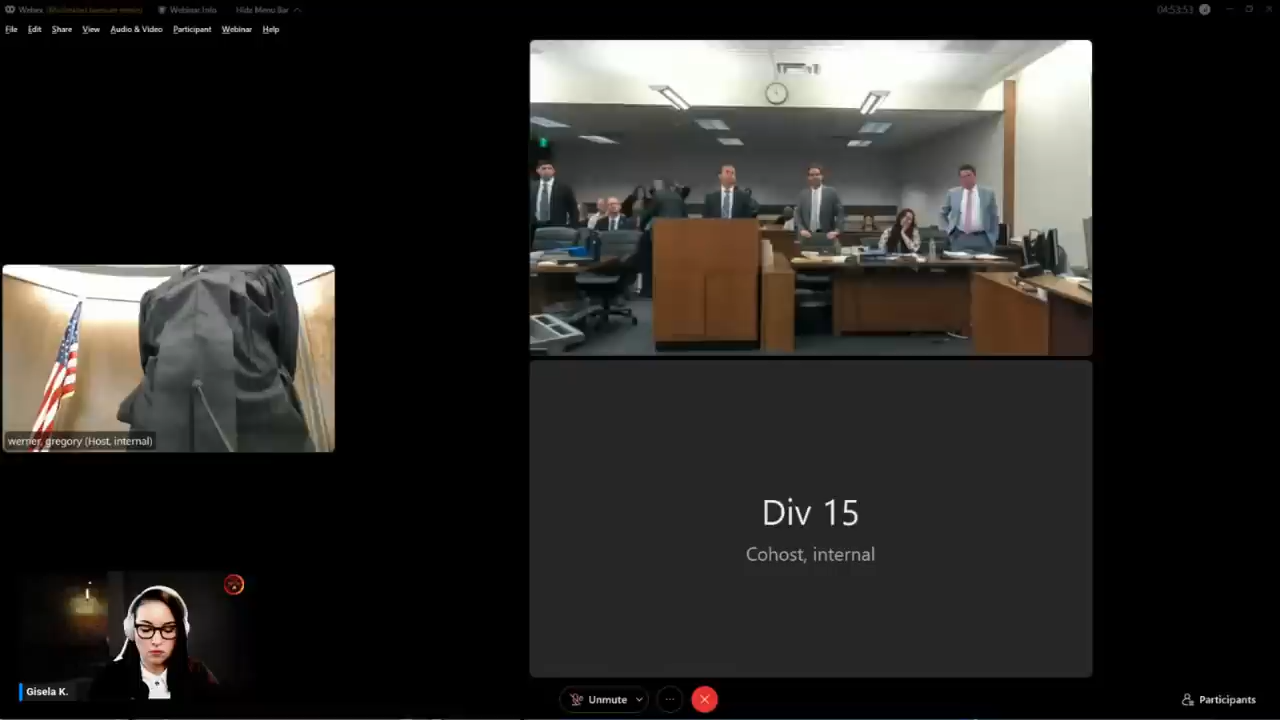 Webex
Webinar Info
Hide Menu Bar
04:53:53
File Edit Share View Audio & Video Participant Webinar Help
werner, gregory (Host, internal)
Div 15
Cohost, internal
Gisela K.
Unmute
Participants